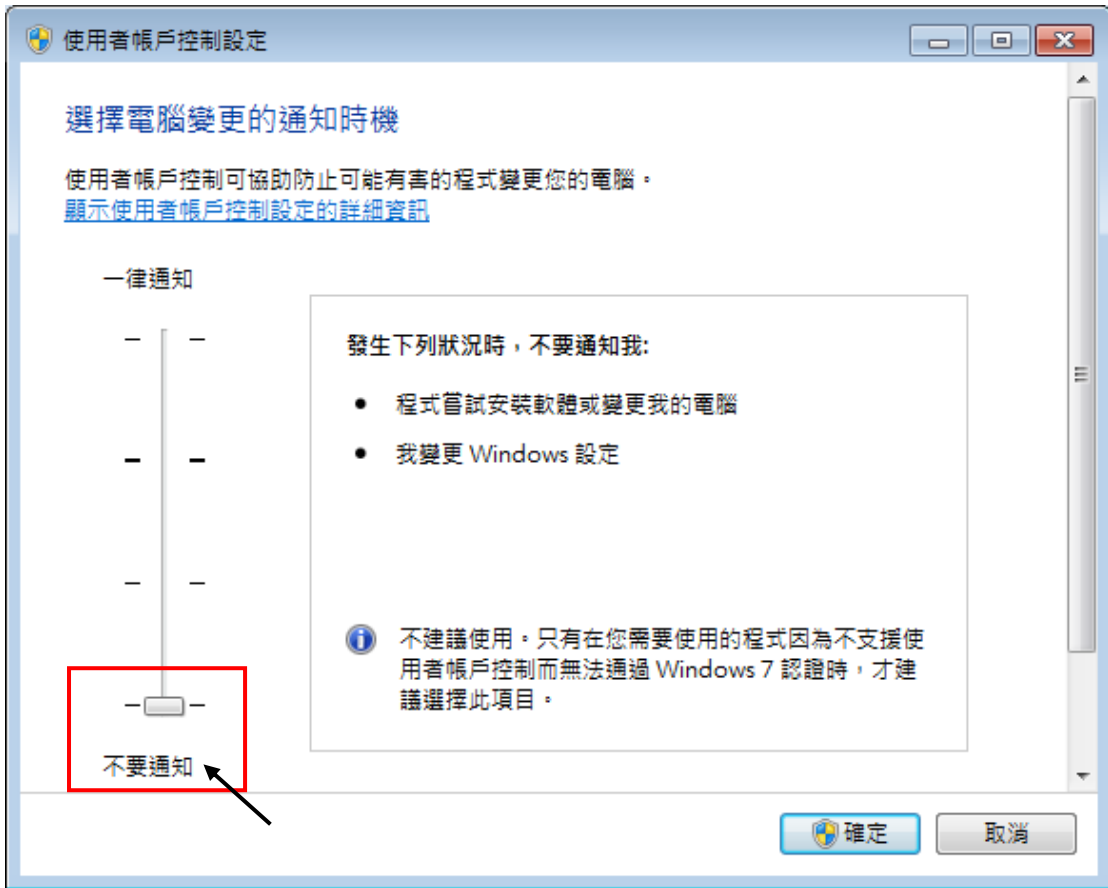 使用者帳戶控制設定
選擇電腦變更的通知時機
使用者帳戶控制可協助防止可能有害的程式變更您的電腦。
顯示使用者帳戶控制設定的詳細資訊
一律通知
發生下列狀況時，不要通知我:
• 程式嘗試安裝軟體或變更我的電腦
• 我變更 Windows 設定
不建議使用。只有在您需要使用的程式因為不支援使
用者帳戶控制而無法通過 Windows 7 認證時，才建
議選擇此項目。
不要通知
確定
取消